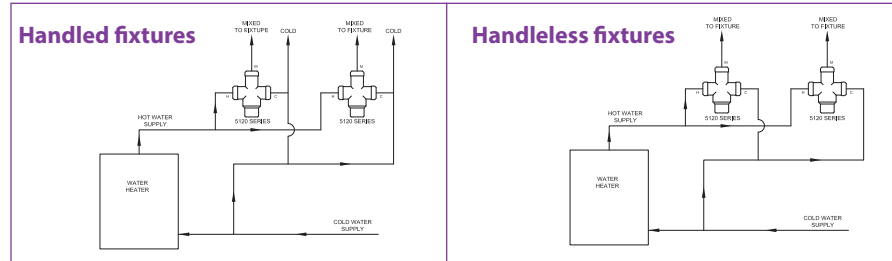 Handled fixtures
MIXED
TO FIXTUPE
COLD
MIXED
TO FIXTURE
COLD
M
H
C
5120 SERIES
M
H
C
5120 SERIES
HOT WATER
SUPPLY
WATER
HEATER
COLD WATER
SUPPLY
Handleless fixtures
MIXED
TO FIXTURE
MIXED
TO FIXTURE
M
H
C
5120 SERIES
M
H
C
5120 SERIES
HOT WATER
SUPPLY
WATER
HEATER
COLD WATER
SUPPLY